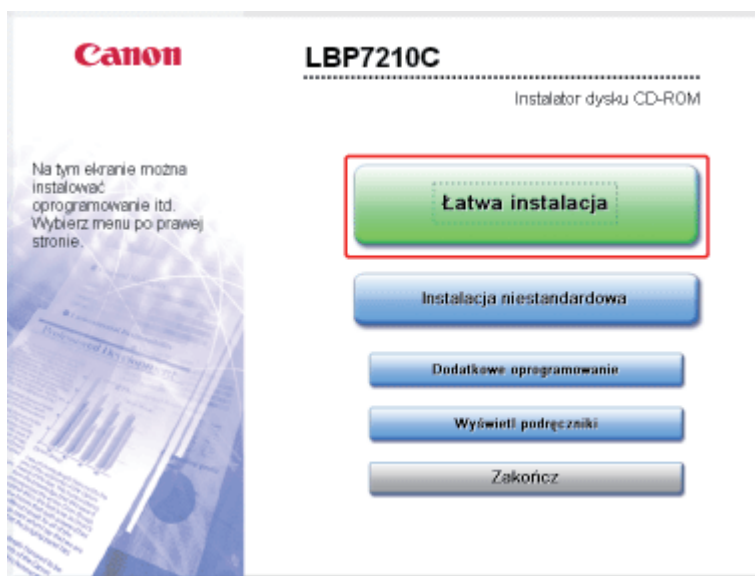 Canon
LBP7210C
Instalator dysku CD-ROM
Na tym ekranie można
instalować
oprogramowanie itd.
Wybierz menu po prawej
stronie.
Łatwa instalacja
Instalacja niestandardowa
Dodatkowe oprogramowanie
Wyświetl podręczniki
Zakończ